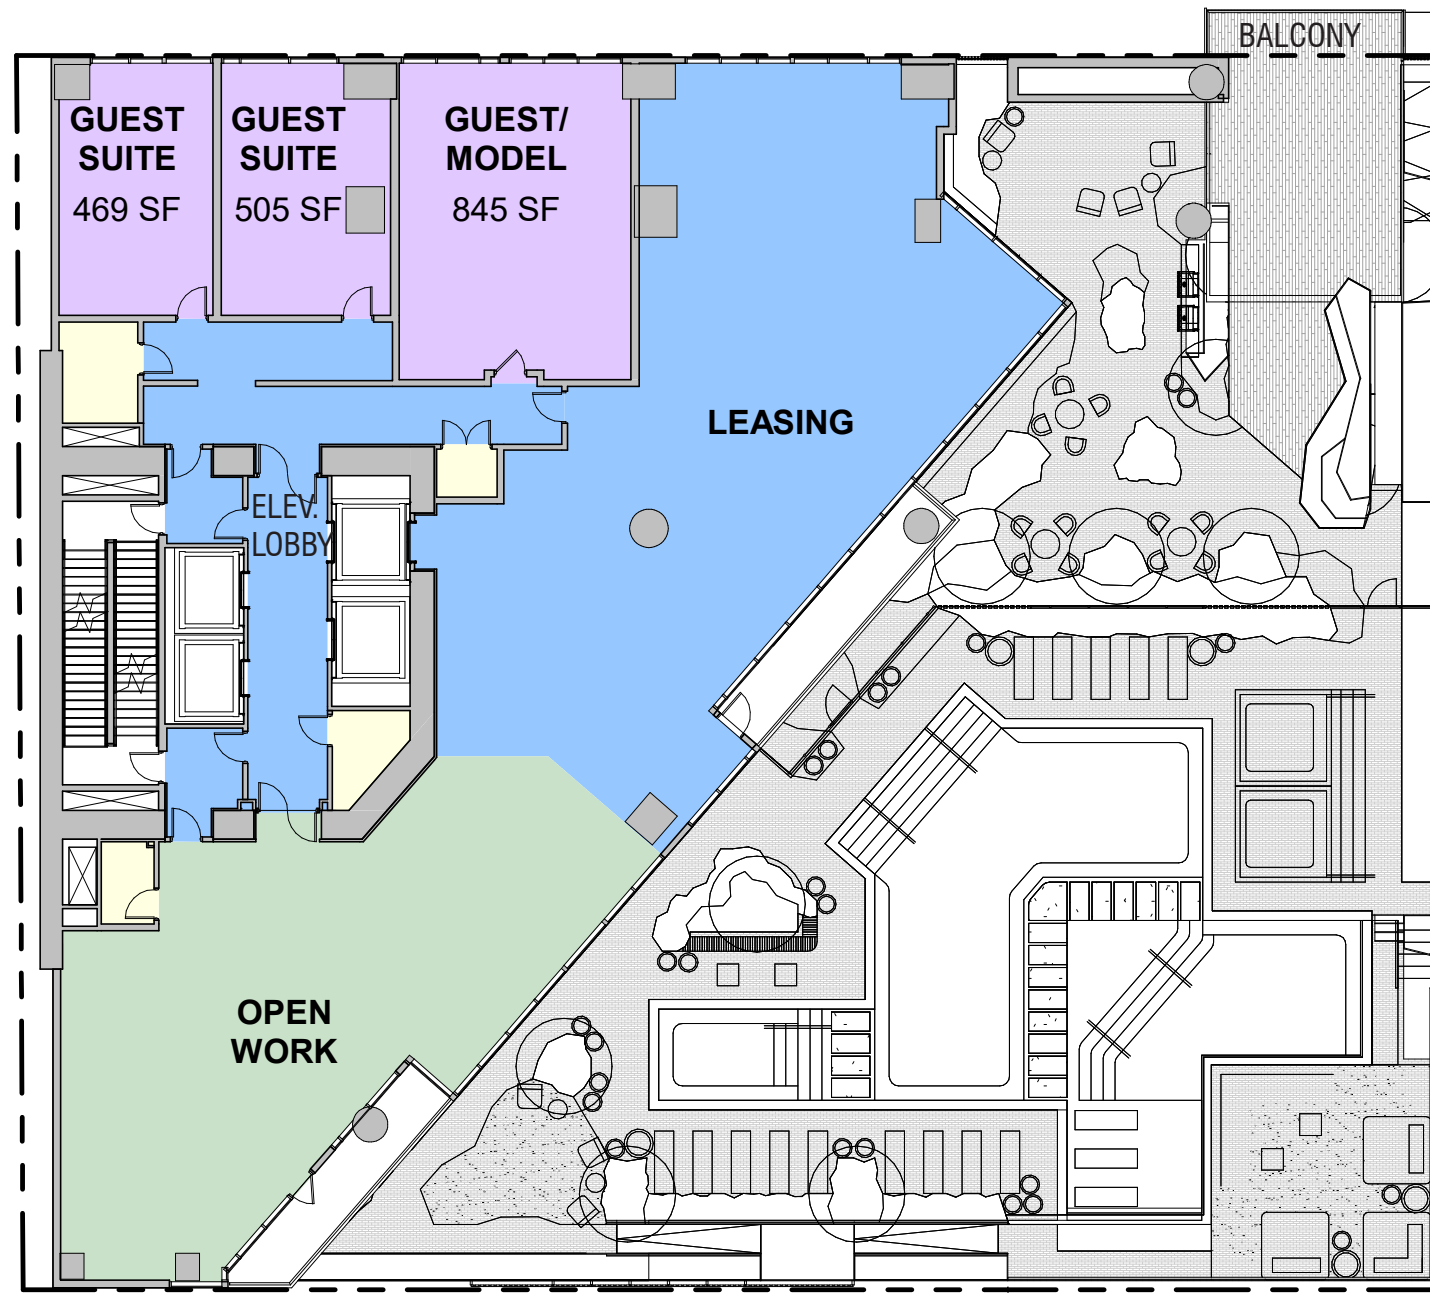 BALCONY
GUEST
SUITE
469 SF
GUEST
SUITE
505 SF
GUEST/
MODEL
845 SF
LEASING
ELEV.
LOBBY
OPEN
WORK